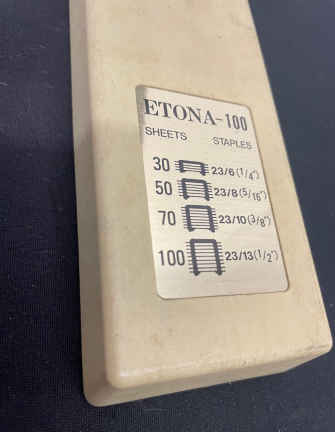 ETONA-100
SHEETS STAPLES
30 23/6 (1/4")
50 23/8 (5/16")
70 23/10 (3/8")
100 23/13 (1/2")